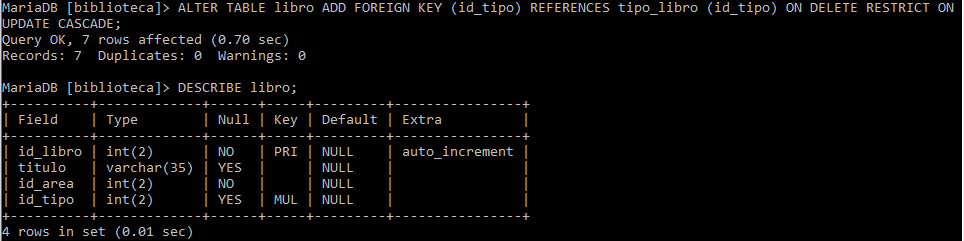 MariaDB [biblioteca]> ALTER TABLE libro ADD FOREIGN KEY (id_tipo) REFERENCES tipo_libro (id_tipo) ON DELETE RESTRICT ON
UPDATE CASCADE;
Query OK, 7 rows affected (0.70 sec)
Records: 7  Duplicates: 0  Warnings: 0

MariaDB [biblioteca]> DESCRIBE libro;
+----------+-------------+------+-----+---------+----------------+
| Field    | Type        | Null | Key | Default | Extra          |
+----------+-------------+------+-----+---------+----------------+
| id_libro | int(2)      | NO   | PRI | NULL    | auto_increment |
| titulo   | varchar(35) | YES  |     | NULL    |                |
| id_area  | int(2)      | NO   |     | NULL    |                |
| id_tipo  | int(2)      | YES  | MUL | NULL    |                |
+----------+-------------+------+-----+---------+----------------+
4 rows in set (0.01 sec)